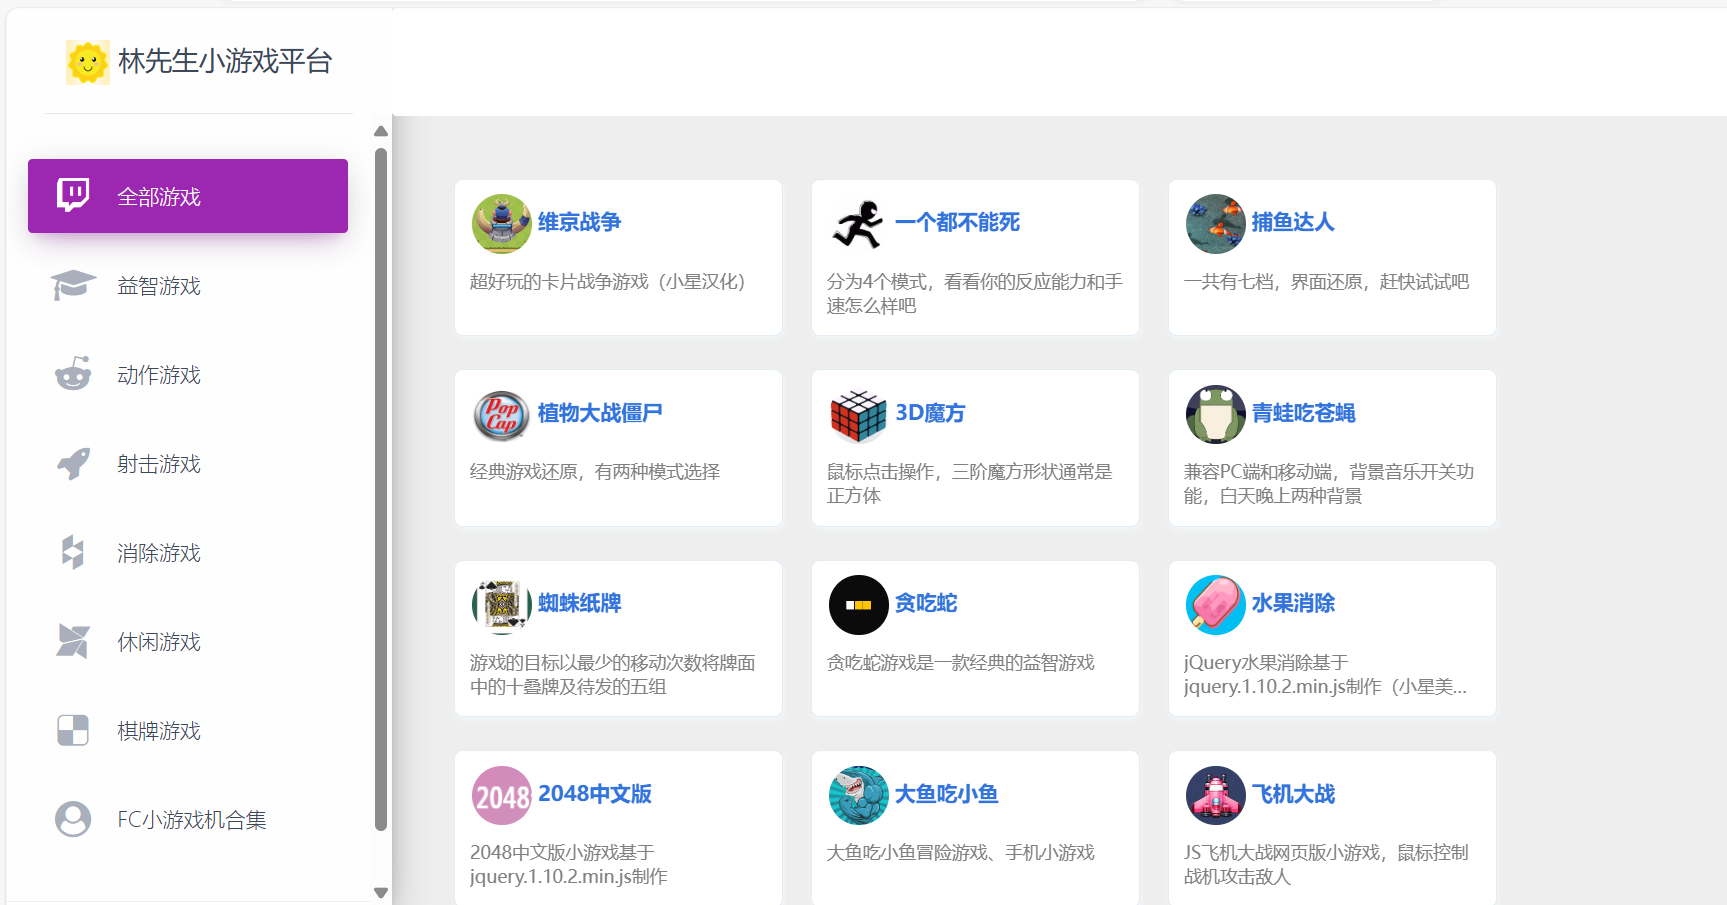 林先生小游戏平台
全部游戏
益智游戏
动作游戏
射击游戏
消除游戏
休闲游戏
棋牌游戏
FC小游戏机合集
维京战争
超好玩的卡片战争游戏（小星汉化）
一个都不能死
分为4个模式，看看你的反应能力和手
速怎么样吧
捕鱼达人
一共有七档，界面还原，赶快试试吧
Pop
Cap
植物大战僵尸
经典游戏还原，有两种模式选择
3D魔方
鼠标点击操作，三阶魔方形状通常是
正方体
青蛙吃苍蝇
兼容PC端和移动端，背景音乐开关功
能，白天晚上两种背景
蜘蛛纸牌
游戏的目标以最少的移动次数将牌面
中的十叠牌及待发的五组
贪吃蛇
贪吃蛇游戏是一款经典的益智游戏
水果消除
jQuery水果消除基于
jquery.1.10.2.min.js制作（小星美...
2048
2048中文版
2048中文版小游戏基于
jquery.1.10.2.min.js制作
大鱼吃小鱼
大鱼吃小鱼冒险游戏、手机小游戏
飞机大战
JS飞机大战网页版小游戏，鼠标控制
战机攻击敌人